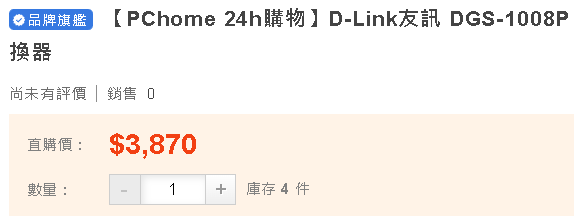 品牌旗艦 【PChome 24h購物】D-Link友訊 DGS-1008P
換器
尚未有評價 | 銷售 0
直購價： $3,870
數量： - 1 + 庫存 4 件